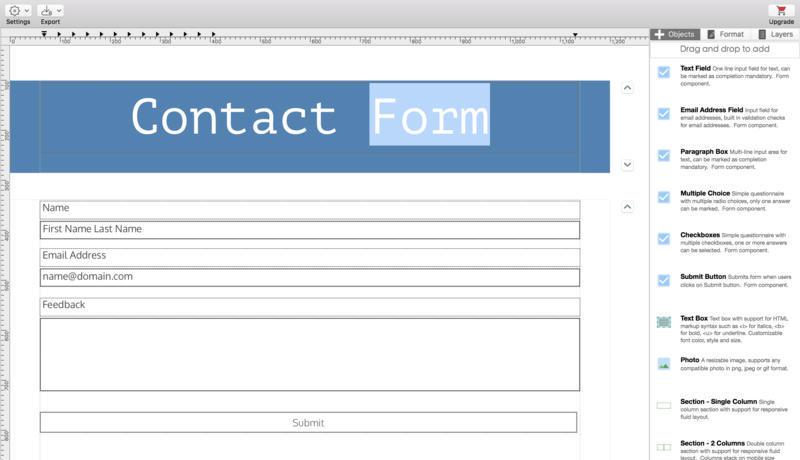 Settings Export Upgrade
0 100 200 300 400 500 600 700 800 900 1,000 1,100 1,200
Objects Format Layers
Drag and drop to add
Contact Form
Name
First Name Last Name
Email Address
name@domain.com
Feedback
Submit
Text Field One line input field for text, can
be marked as completion mandatory. Form
component.
Email Address Field Input field for
email addresses, built in validation checks
for email addresses. Form component.
Paragraph Box Multi-line input area for
text, can be marked as completion
mandatory. Form component.
Multiple Choice Simple questionnaire
with multiple radio choices, only one answer
can be marked. Form component.
Checkboxes Simple questionnaire with
multiple checkboxes, one or more answers
can be selected. Form component.
Submit Button Submits form when users
clicks on Submit button. Form component.
Text Box Text box with support for HTML
markup syntax such as <i> for italics, <b>
for bold, <u> for underline. Customizable
font color, style and size.
Photo A resizable image, supports any
compatible photo in png, jpeg or gif format.
Section - Single Column Single
column section with support for responsive
fluid layout.
Section - 2 Columns Double column
section with support for responsive fluid
layout. Columns stack on mobile size